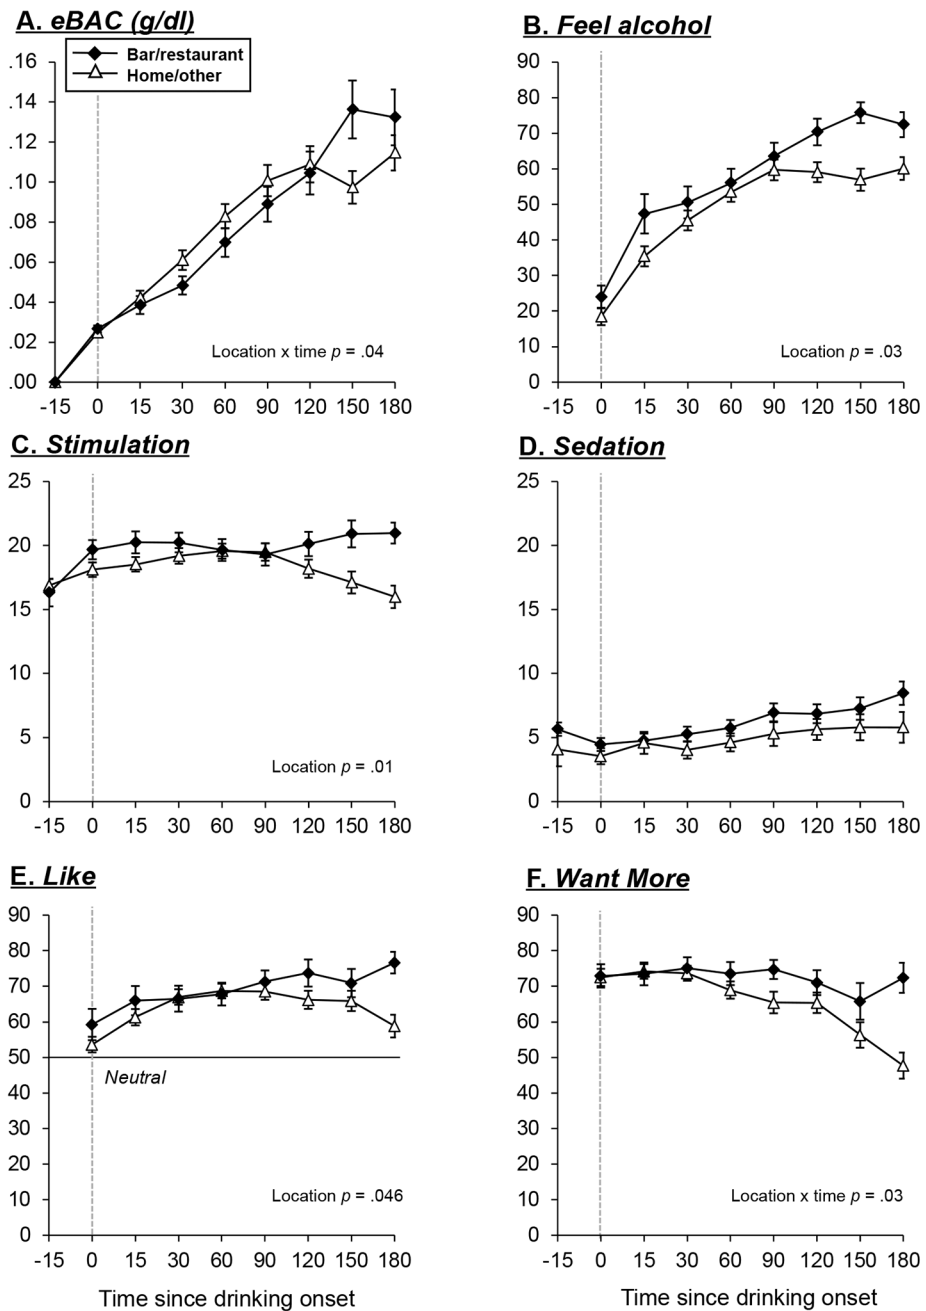 A. eBAC (g/dl)
Bar/restaurant
Home/other
.16
.14
.12
.10
.08
.06
.04
.02
.00
Location x time p = .04
-15 0 15 30 60 90 120 150 180
B. Feel alcohol
90
80
70
60
50
40
30
20
10
0
Location p = .03
-15 0 15 30 60 90 120 150 180
C. Stimulation
25
20
15
10
5
0
Location p = .01
-15 0 15 30 60 90 120 150 180
D. Sedation
25
20
15
10
5
0
-15 0 15 30 60 90 120 150 180
E. Like
90
80
70
60
50
40
30
20
10
0
Neutral
Location p = .046
-15 0 15 30 60 90 120 150 180
Time since drinking onset
F. Want More
90
80
70
60
50
40
30
20
10
0
Location x time p = .03
-15 0 15 30 60 90 120 150 180
Time since drinking onset